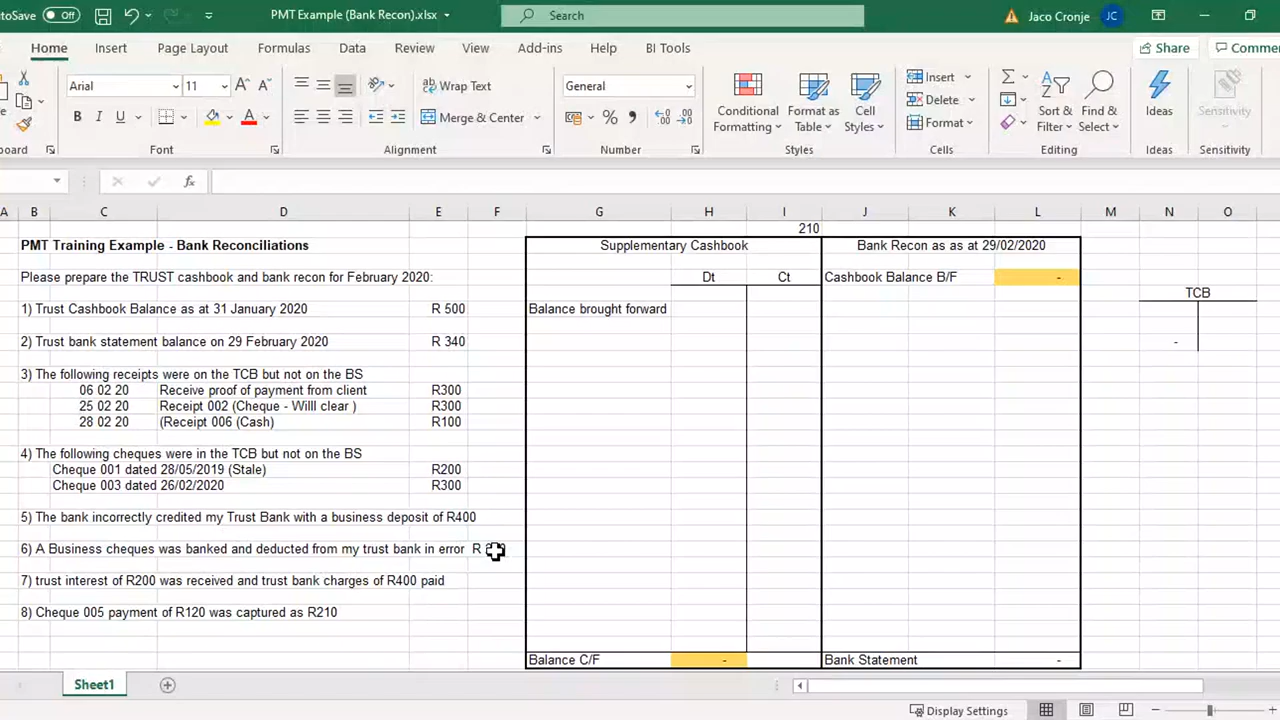 utoSave Off PMT Example (Bank Recon).xlsx Search Jaco Cronje JC
Home Insert Page Layout Formulas Data Review View Add-ins Help BI Tools Share Comme
Arial 11 A A Wrap Text General Insert
B I U A Merge & Center % Conditional Formatting Format as Table Cell Styles Delete Format Sort & Filter Find & Select Ideas Sensitivity
board Font Alignment Number Styles Cells Editing Ideas Sensitivity
fx
A B C D E F G H I J K L M N O
210
PMT Training Example - Bank Reconciliations Supplementary Cashbook Bank Recon as as at 29/02/2020
Please prepare the TRUST cashbook and bank recon for February 2020: Dt Ct Cashbook Balance B/F -
TCB
1) Trust Cashbook Balance as at 31 January 2020 R 500 Balance brought forward
2) Trust bank statement balance on 29 February 2020 R 340 -
3) The following receipts were on the TCB but not on the BS
06 02 20 Receive proof of payment from client R300
25 02 20 Receipt 002 (Cheque - Willl clear ) R300
28 02 20 (Receipt 006 (Cash) R100
4) The following cheques were in the TCB but not on the BS
Cheque 001 dated 28/05/2019 (Stale) R200
Cheque 003 dated 26/02/2020 R300
5) The bank incorrectly credited my Trust Bank with a business deposit of R400
6) A Business cheques was banked and deducted from my trust bank in error R
7) trust interest of R200 was received and trust bank charges of R400 paid
8) Cheque 005 payment of R120 was captured as R210
Balance C/F - Bank Statement -
Sheet1
Display Settings